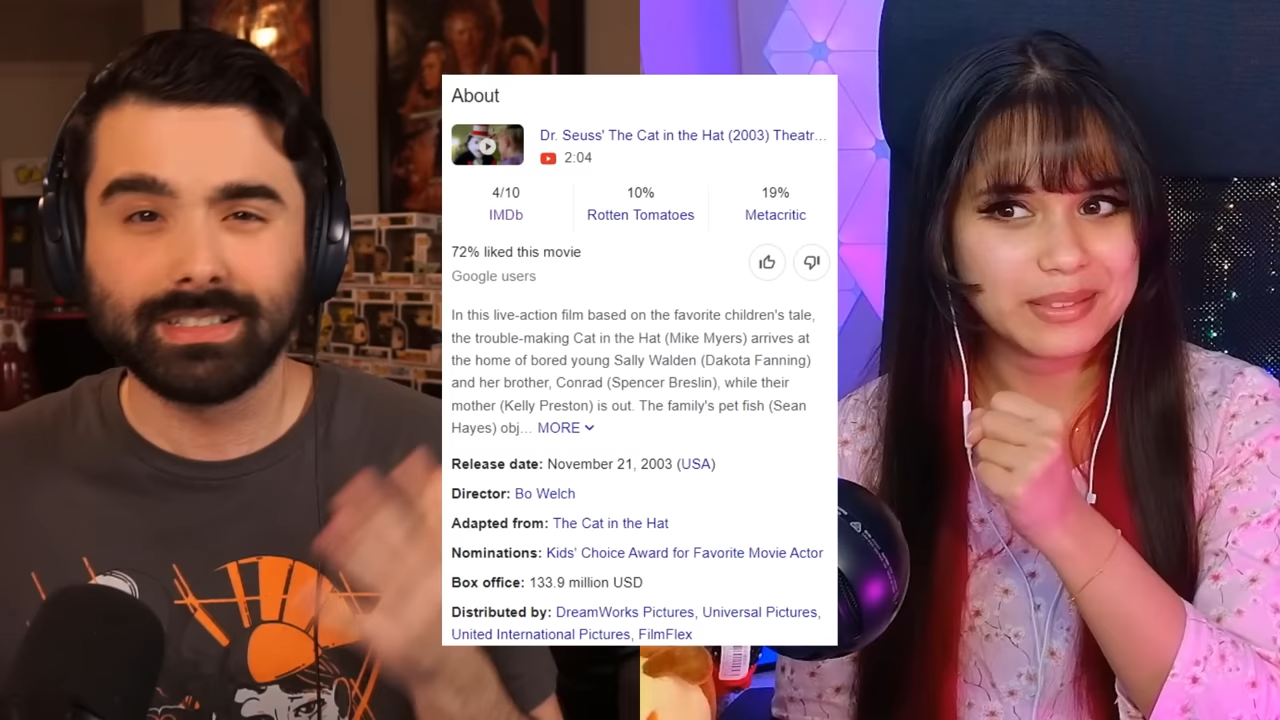 About
Dr. Seuss' The Cat in the Hat (2003) Theatr...
2:04
4/10
10%
19%
IMDb
Rotten Tomatoes
Metacritic
72% liked this movie
Google users
In this live-action film based on the favorite children's tale,
the trouble-making Cat in the Hat (Mike Myers) arrives at
the home of bored young Sally Walden (Dakota Fanning)
and her brother, Conrad (Spencer Breslin), while their
mother (Kelly Preston) is out. The family's pet fish (Sean
Hayes) obj... MORE
Release date: November 21, 2003 (USA)
Director: Bo Welch
Adapted from: The Cat in the Hat
Nominations: Kids' Choice Award for Favorite Movie Actor
Box office: 133.9 million USD
Distributed by: DreamWorks Pictures, Universal Pictures,
United International Pictures, FilmFlex